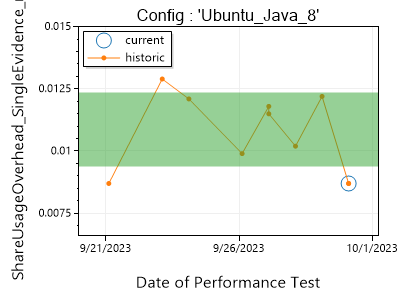 Config : 'Ubuntu_Java_8'
current
historic
0.015
0.0125
0.01
0.0075
ShareUsageOverhead_SingleEvidence_
9/21/2023
9/26/2023
10/1/2023
Date of Performance Test